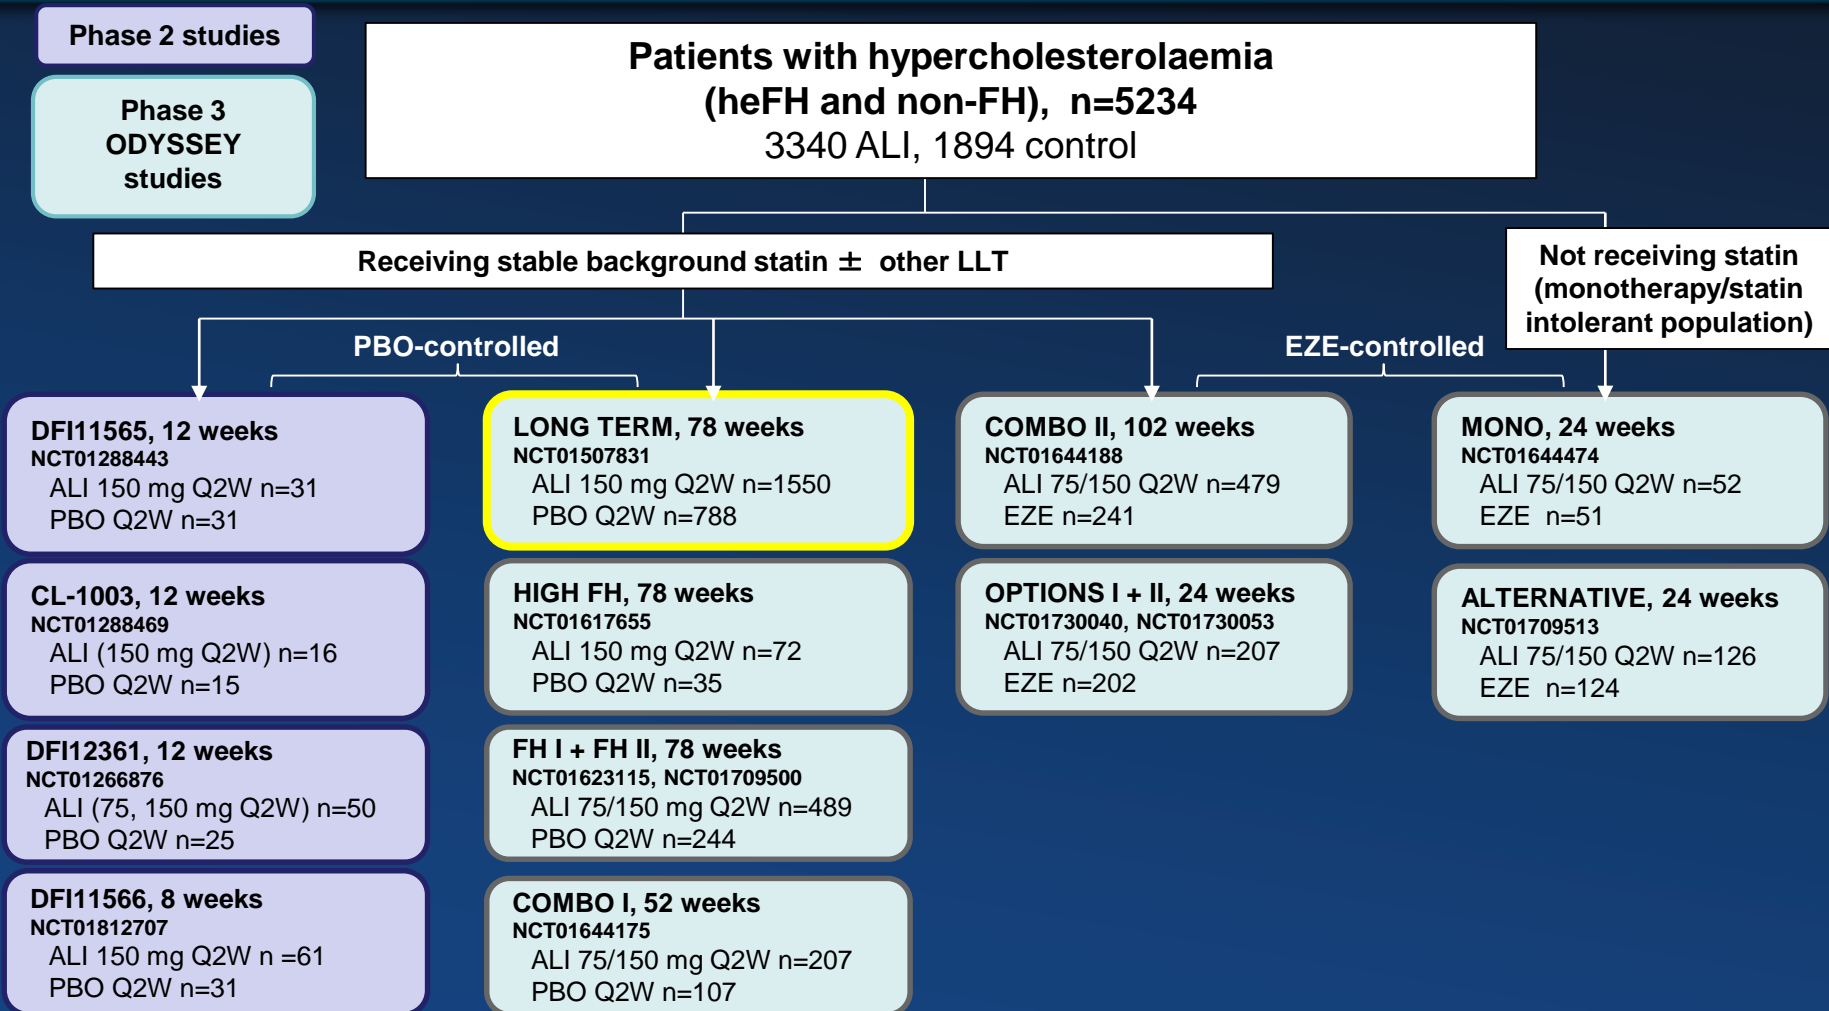 Phase 2 studies
Phase 3
ODYSSEY
studies
Patients with hypercholesterolaemia
(heFH and non-FH), n=5234
3340 ALI, 1894 control
Receiving stable background statin ± other LLT
Not receiving statin
(monotherapy/statin
intolerant population)
PBO-controlled
EZE-controlled
DFI11565, 12 weeks
NCT01288443
ALI 150 mg Q2W n=31
PBO Q2W n=31
CL-1003, 12 weeks
NCT01288469
ALI (150 mg Q2W) n=16
PBO Q2W n=15
DFI12361, 12 weeks
NCT01266876
ALI (75, 150 mg Q2W) n=50
PBO Q2W n=25
DFI11566, 8 weeks
NCT01812707
ALI 150 mg Q2W n =61
PBO Q2W n=31
LONG TERM, 78 weeks
NCT01507831
ALI 150 mg Q2W n=1550
PBO Q2W n=788
HIGH FH, 78 weeks
NCT01617655
ALI 150 mg Q2W n=72
PBO Q2W n=35
FH I + FH II, 78 weeks
NCT01623115, NCT01709500
ALI 75/150 mg Q2W n=489
PBO Q2W n=244
COMBO I, 52 weeks
NCT01644175
ALI 75/150 mg Q2W n=207
PBO Q2W n=107
COMBO II, 102 weeks
NCT01644188
ALI 75/150 Q2W n=479
EZE n=241
OPTIONS I + II, 24 weeks
NCT01730040, NCT01730053
ALI 75/150 Q2W n=207
EZE n=202
MONO, 24 weeks
NCT01644474
ALI 75/150 Q2W n=52
EZE n=51
ALTERNATIVE, 24 weeks
NCT01709513
ALI 75/150 Q2W n=126
EZE n=124